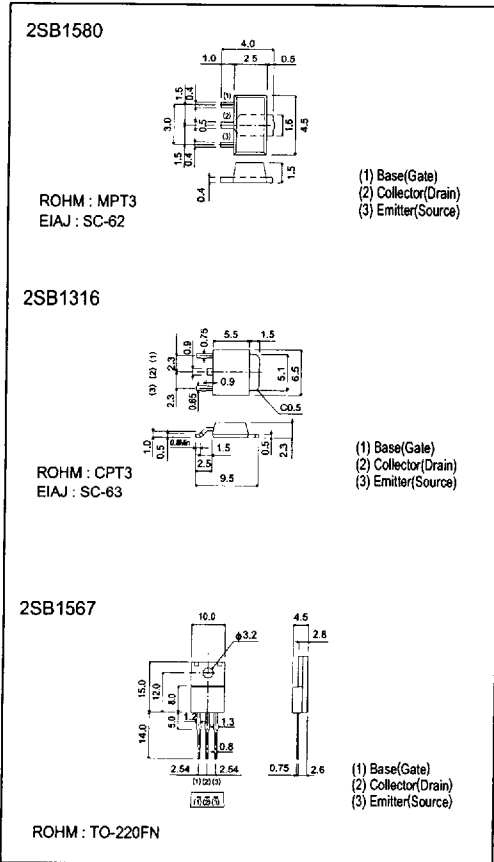 2SB1580
4.0
1.0 2.5 0.5
(1)
(2)
(3)
1.5 0.4
3.0 0.5
1.5 0.4
1.6 4.5
0.4 1.5
ROHM : MPT3
EIAJ : SC-62
(1) Base(Gate)
(2) Collector(Drain)
(3) Emitter(Source)
2SB1316
5.5 1.5
0.9 0.75
(3) (2) (1)
2.3 2.3
0.65 0.9
5.1 6.5
C0.5
1.0 0.5
1.5
2.5
9.5
0.5 2.3
ROHM : CPT3
EIAJ : SC-63
(1) Base(Gate)
(2) Collector(Drain)
(3) Emitter(Source)
2SB1567
10.0
φ3.2
4.5
2.8
15.0 12.0 8.0
5.0 14.0
1.2 1.3
0.8
2.54 2.54
(1) (2) (3)
(1) (2) (3)
0.75 2.6
ROHM : TO-220FN
(1) Base(Gate)
(2) Collector(Drain)
(3) Emitter(Source)